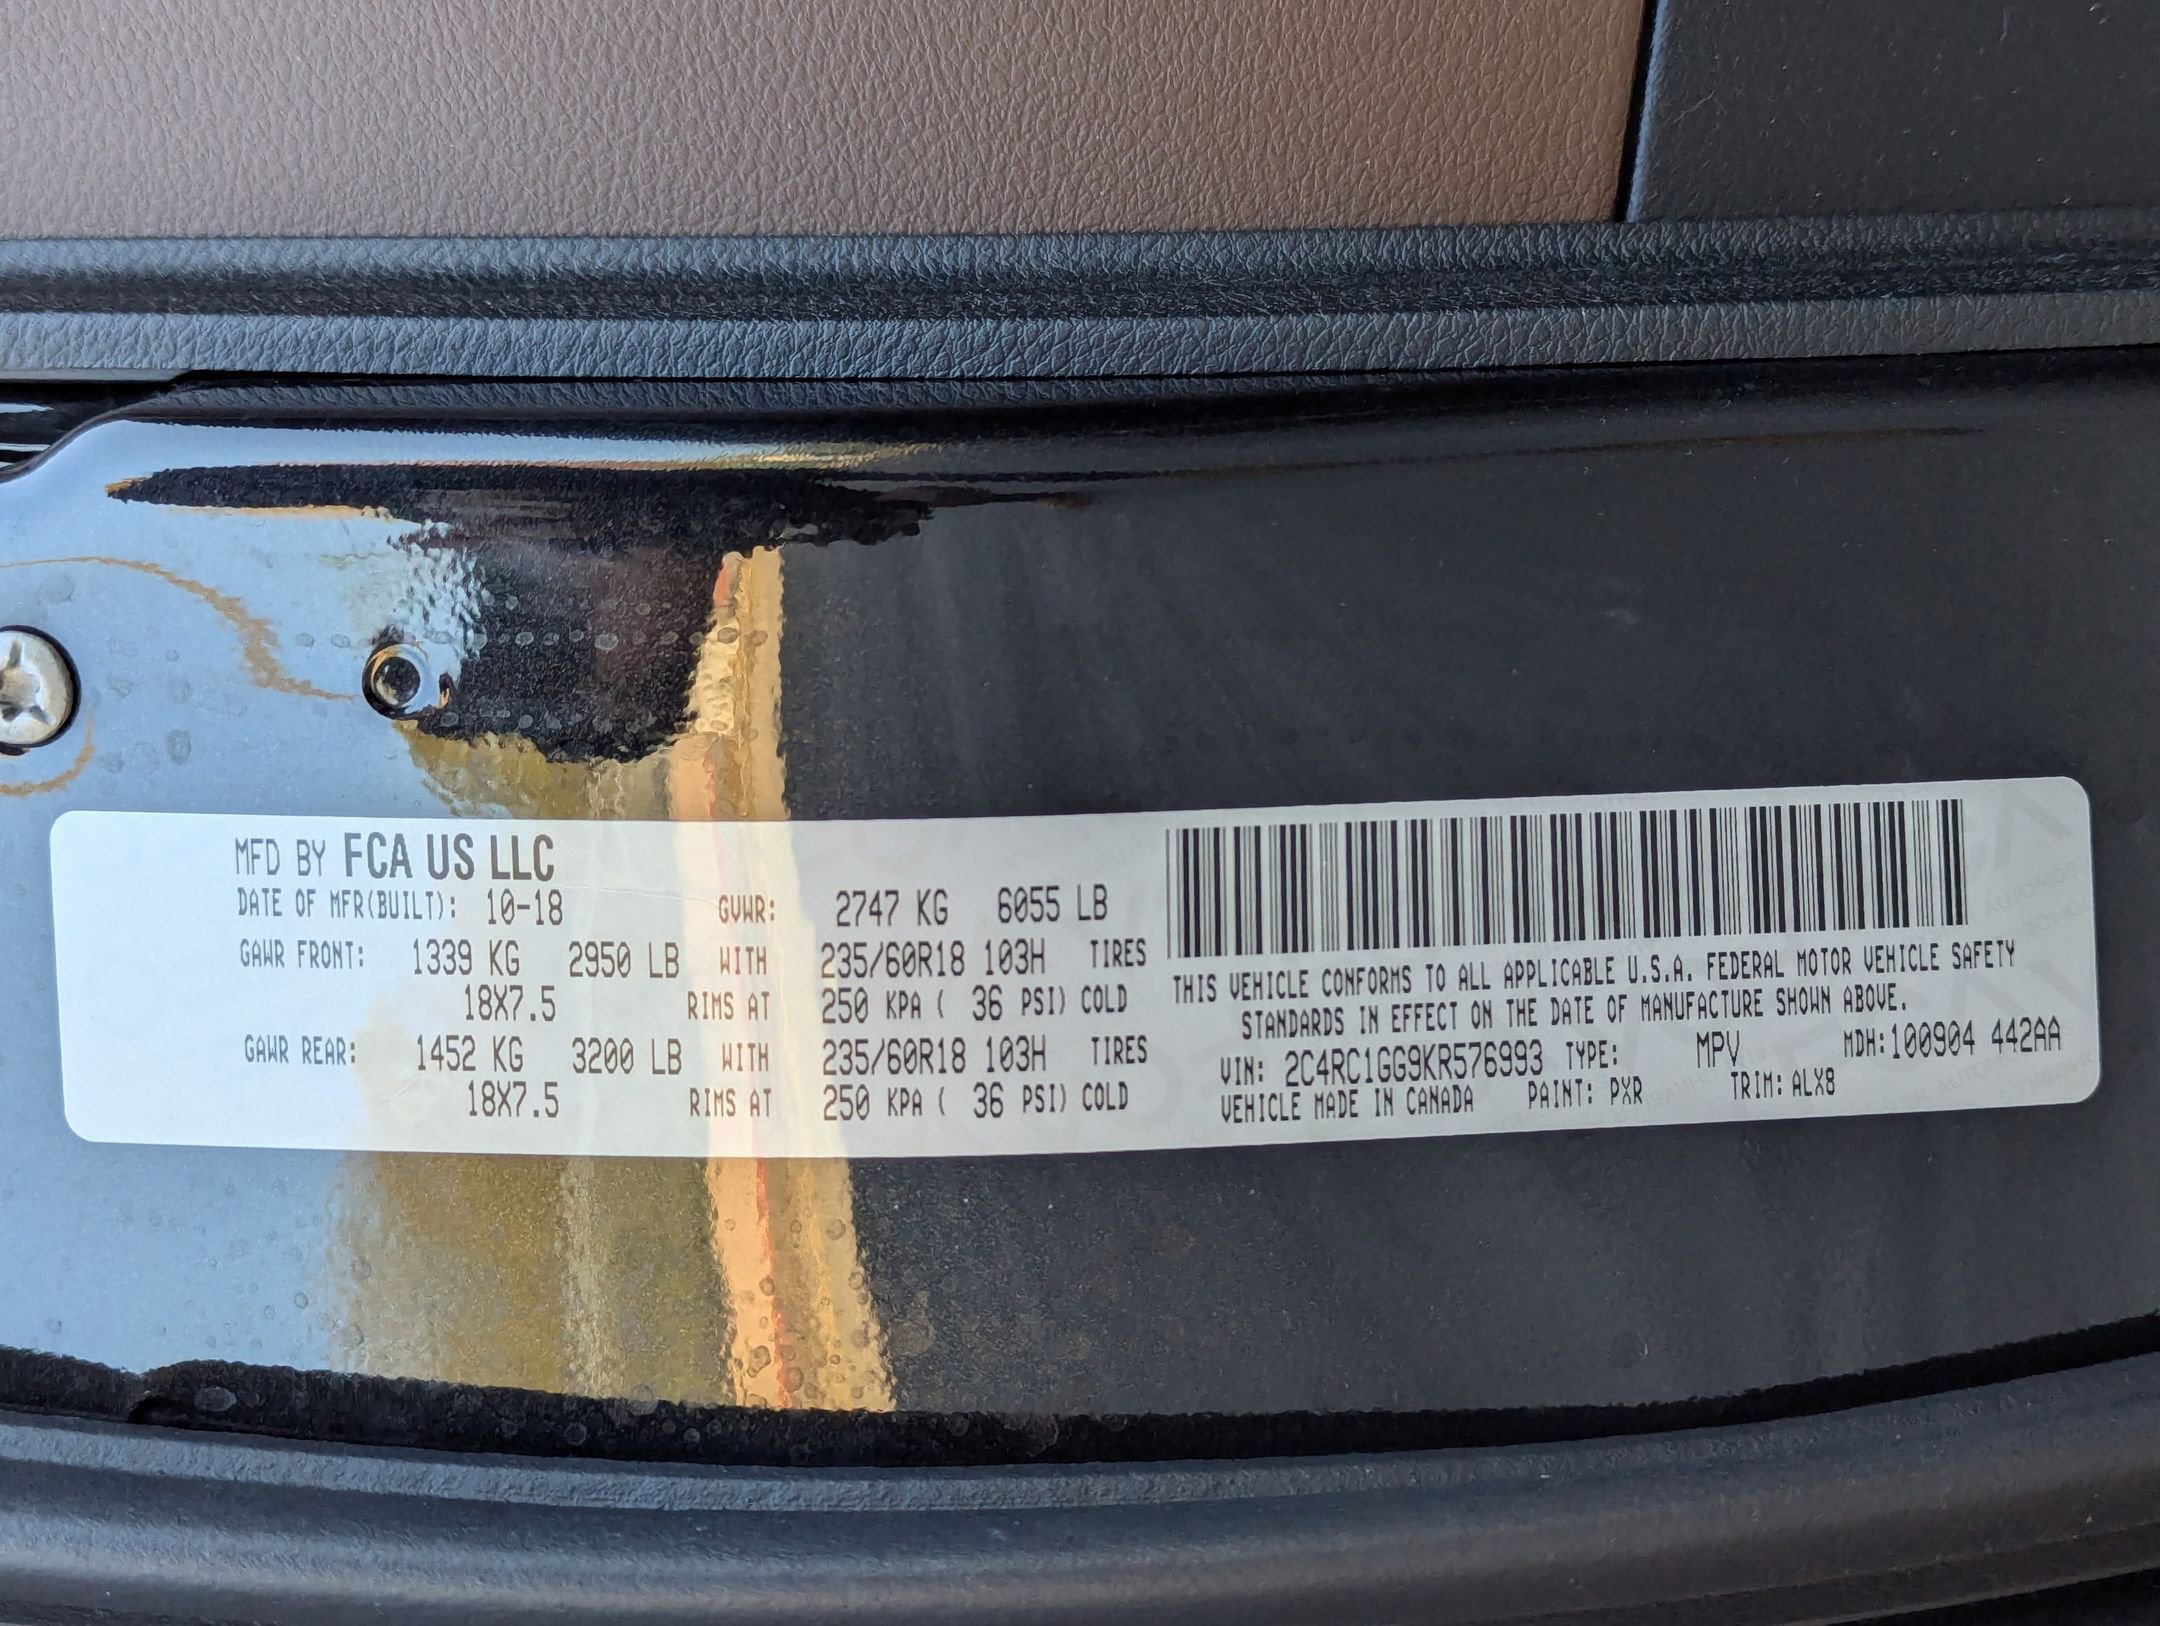 MFD BY FCA US LLC
DATE OF MFR(BUILT): 10-18 GVWR: 2747 KG 6055 LB
GAWR FRONT: 1339 KG 2950 LB WITH 235/60R18 103H TIRES
18X7.5 RIMS AT 250 KPA ( 36 PSI) COLD
GAWR REAR: 1452 KG 3200 LB WITH 235/60R18 103H TIRES
18X7.5 RIMS AT 250 KPA ( 36 PSI) COLD
THIS VEHICLE CONFORMS TO ALL APPLICABLE U.S.A. FEDERAL MOTOR VEHICLE SAFETY
STANDARDS IN EFFECT ON THE DATE OF MANUFACTURE SHOWN ABOVE.
VIN: 2C4RC1GG9KR576993 TYPE: MPV MDH:100904 442AA
VEHICLE MADE IN CANADA PAINT: PXR TRIM: ALX8